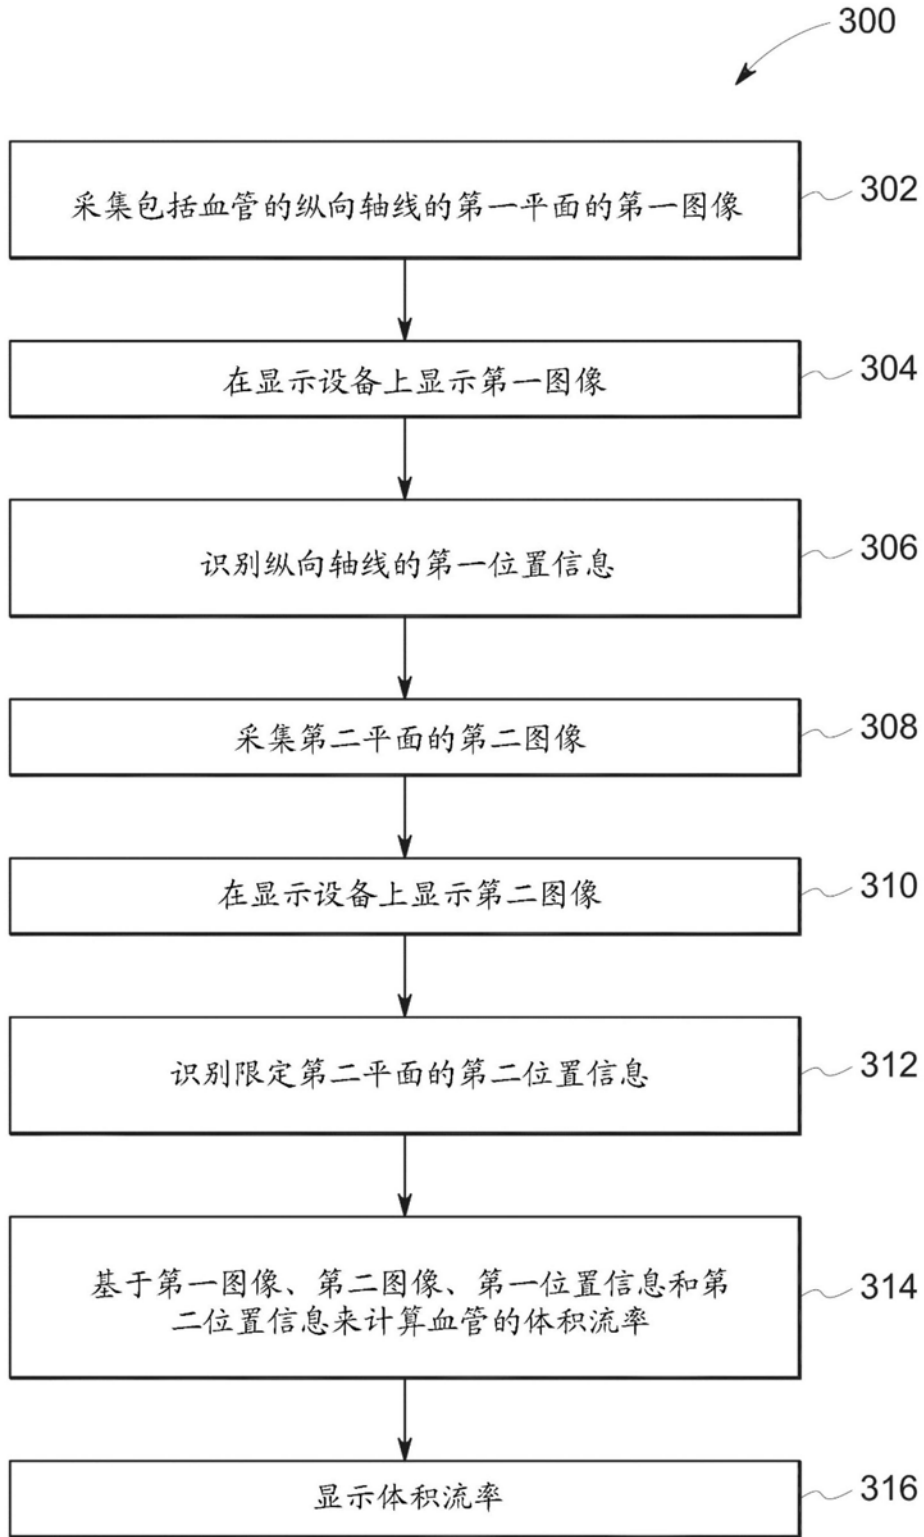 300
采集包括血管的纵向轴线的第一平面的第一图像
302
在显示设备上显示第一图像
304
识别纵向轴线的第一位置信息
306
采集第二平面的第二图像
308
在显示设备上显示第二图像
310
识别限定第二平面的第二位置信息
312
基于第一图像、第二图像、第一位置信息和第
二位置信息来计算血管的体积流率
314
显示体积流率
316